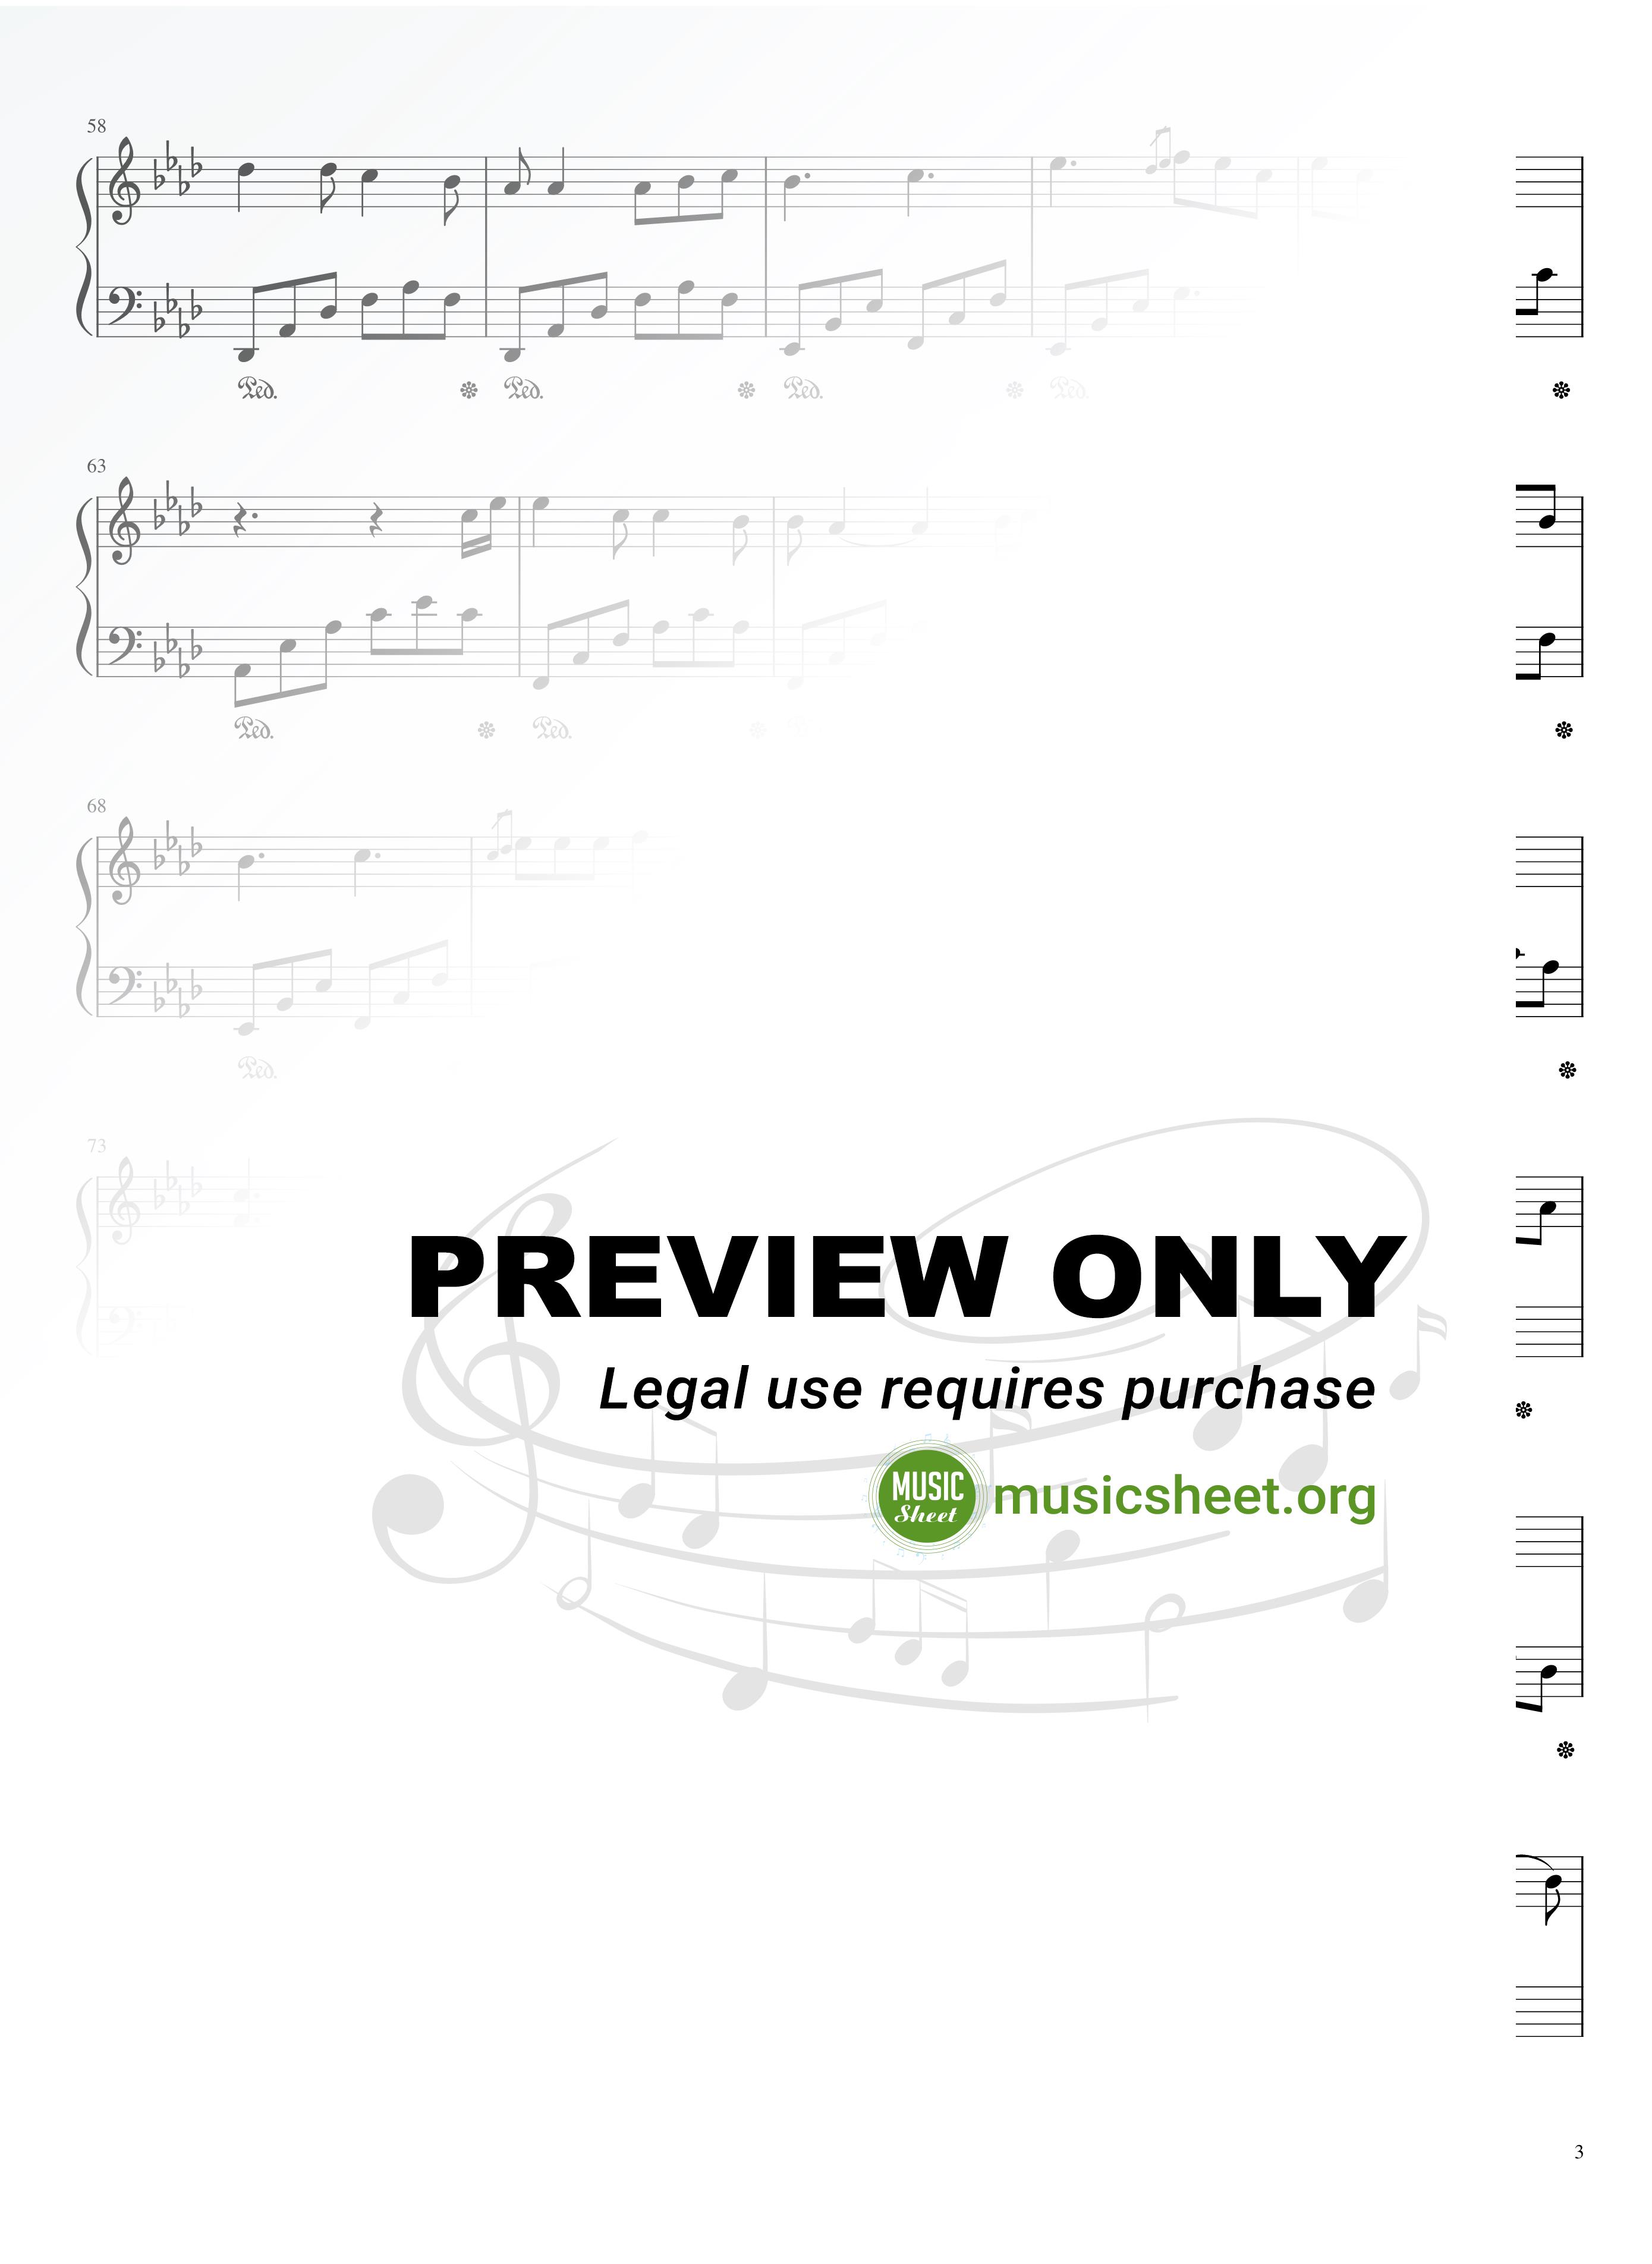 58
Ped. Ped. Ped. Ped.
63
Ped. Ped.
68
Ped.
73
PREVIEW ONLY
Legal use requires purchase
MUSIC
Sheet
musicsheet.org
3